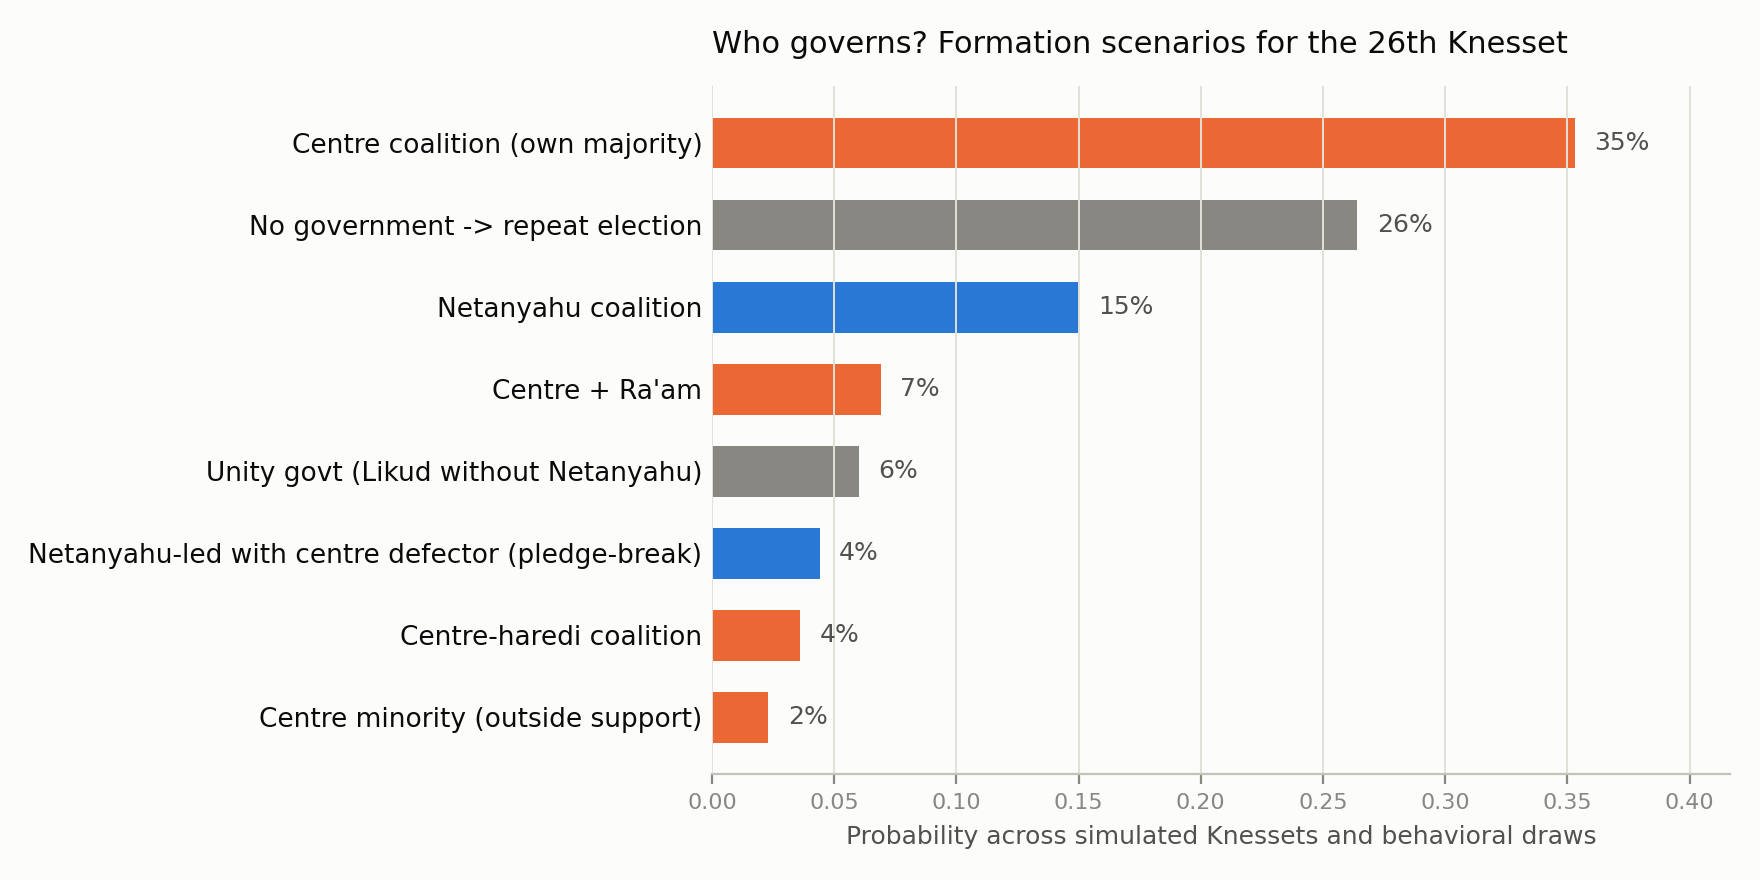 Who governs? Formation scenarios for the 26th Knesset
Centre coalition (own majority) 35%
No government -> repeat election 26%
Netanyahu coalition 15%
Centre + Ra'am 7%
Unity govt (Likud without Netanyahu) 6%
Netanyahu-led with centre defector (pledge-break) 4%
Centre-haredi coalition 4%
Centre minority (outside support) 2%
0.00 0.05 0.10 0.15 0.20 0.25 0.30 0.35 0.40
Probability across simulated Knessets and behavioral draws